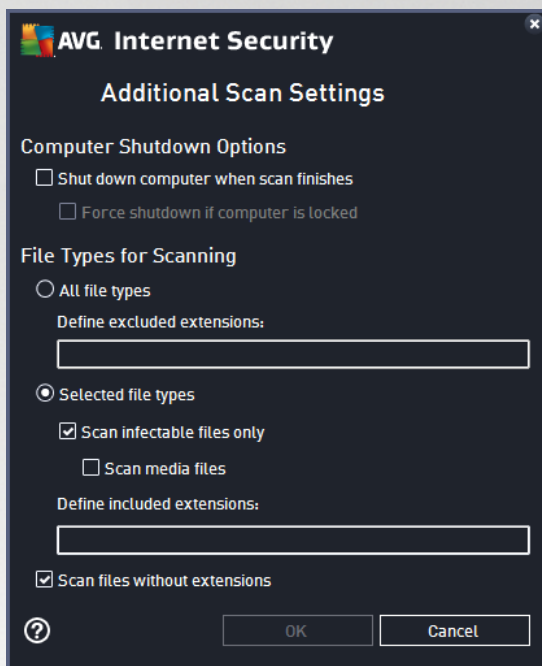 AVG. Internet Security
Additional Scan Settings
Computer Shutdown Options
Shut down computer when scan finishes
Force shutdown if computer is locked
File Types for Scanning
All file types
Define excluded extensions:
Selected file types
Scan infectable files only
Scan media files
Define included extensions:
Scan files without extensions
?
OK
Cancel